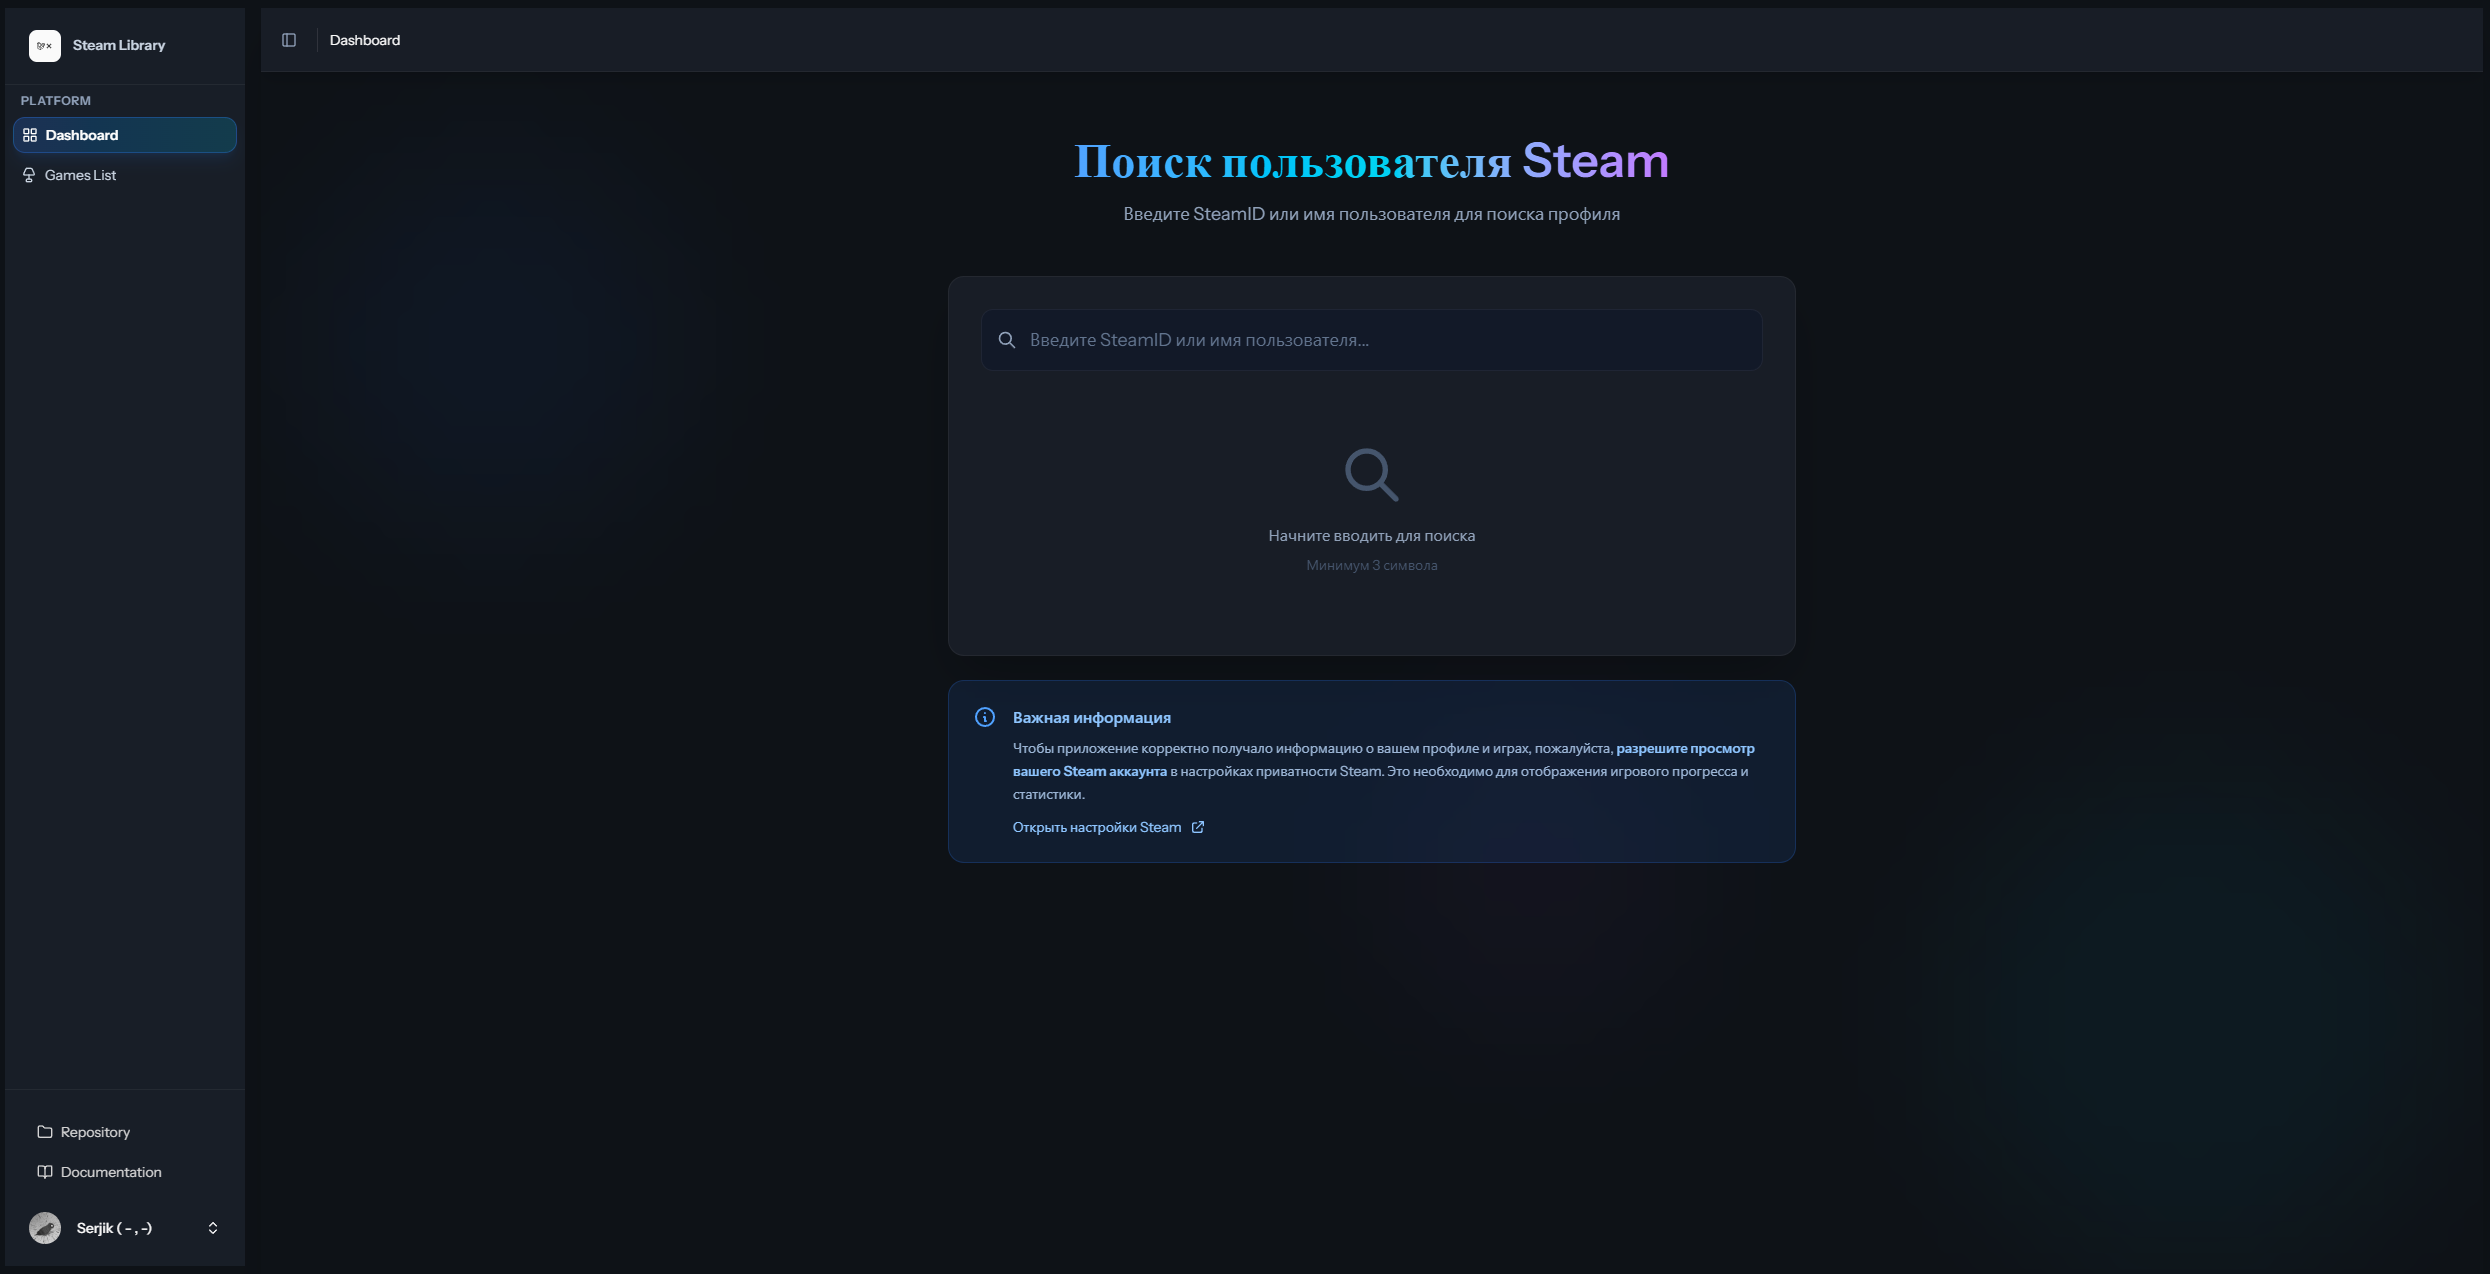 Steam Library
PLATFORM
Dashboard
Games List
Repository
Documentation
Serjik ( - , -)
Dashboard
Поиск пользователя Steam
Введите SteamID или имя пользователя для поиска профиля
Введите SteamID или имя пользователя...
Начните вводить для поиска
Минимум 3 символа
Важная информация
Чтобы приложение корректно получало информацию о вашем профиле и играх, пожалуйста, разрешите просмотр
вашего Steam аккаунта в настройках приватности Steam. Это необходимо для отображения игрового прогресса и
статистики.
Открыть настройки Steam